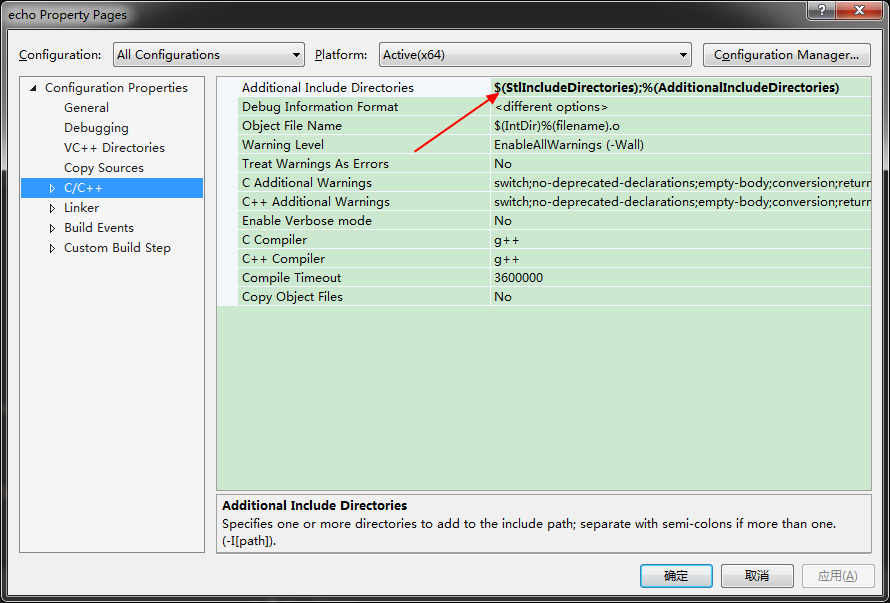 echo Property Pages
Configuration: All Configurations Platform: Active(x64) Configuration Manager...
Configuration Properties
General
Debugging
VC++ Directories
Copy Sources
C/C++
Linker
Build Events
Custom Build Step
Additional Include Directories $(StlIncludeDirectories);%(AdditionalIncludeDirectories)
Debug Information Format <different options>
Object File Name $(IntDir)%(filename).o
Warning Level EnableAllWarnings (-Wall)
Treat Warnings As Errors No
C Additional Warnings switch;no-deprecated-declarations;empty-body;conversion;return
C++ Additional Warnings switch;no-deprecated-declarations;empty-body;conversion;return
Enable Verbose mode No
C Compiler g++
C++ Compiler g++
Compile Timeout 3600000
Copy Object Files No
Additional Include Directories
Specifies one or more directories to add to the include path; separate with semi-colons if more than one.
(-I[path]).
确定 取消 应用(A)